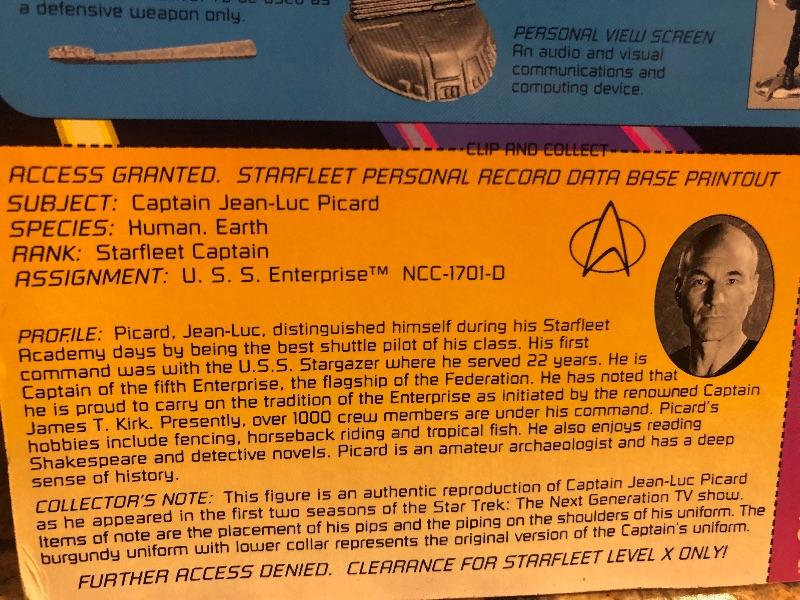 a defensive weapon only.
PERSONAL VIEW SCREEN
An audio and visual
communications and
computing device.
CLIP AND COLLECT
ACCESS GRANTED. STARFLEET PERSONAL RECORD DATA BASE PRINTOUT
SUBJECT: Captain Jean-Luc Picard
SPECIES: Human. Earth
RANK: Starfleet Captain
ASSIGNMENT: U. S. S. Enterprise™ NCC-1701-D
PROFILE: Picard, Jean-Luc, distinguished himself during his Starfleet
Academy days by being the best shuttle pilot of his class. His first
command was with the U.S.S. Stargazer where he served 22 years. He is
Captain of the fifth Enterprise, the flagship of the Federation. He has noted that
he is proud to carry on the tradition of the Enterprise as initiated by the renowned Captain
James T. Kirk. Presently, over 1000 crew members are under his command. Picard's
hobbies include fencing, horseback riding and tropical fish. He also enjoys reading
Shakespeare and detective novels. Picard is an amateur archaeologist and has a deep
sense of history.
COLLECTOR'S NOTE: This figure is an authentic reproduction of Captain Jean-Luc Picard
as he appeared in the first two seasons of the Star Trek: The Next Generation TV show.
Items of note are the placement of his pips and the piping on the shoulders of his uniform. The
burgundy uniform with lower collar represents the original version of the Captain's uniform.
FURTHER ACCESS DENIED. CLEARANCE FOR STARFLEET LEVEL X ONLY!